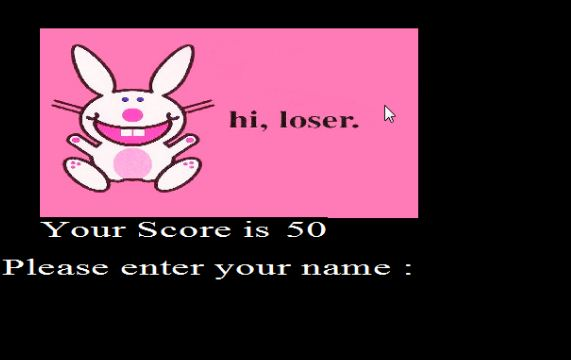 hi, loser.
Your Score is 50
Please enter your name :